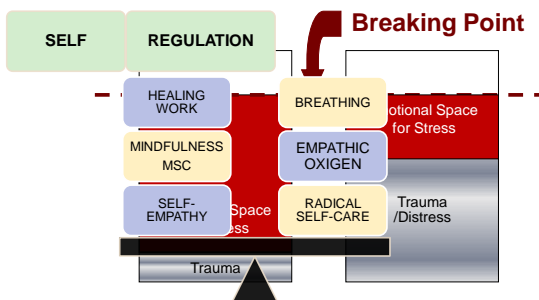 SELF
REGULATION
Breaking Point
HEALING
WORK
BREATHING
otional Space
for Stress
MINDFULNESS
MSC
EMPATHIC
OXIGEN
SELF-
EMPATHY
Space
ess
RADICAL
SELF-CARE
Trauma
/Distress
Trauma